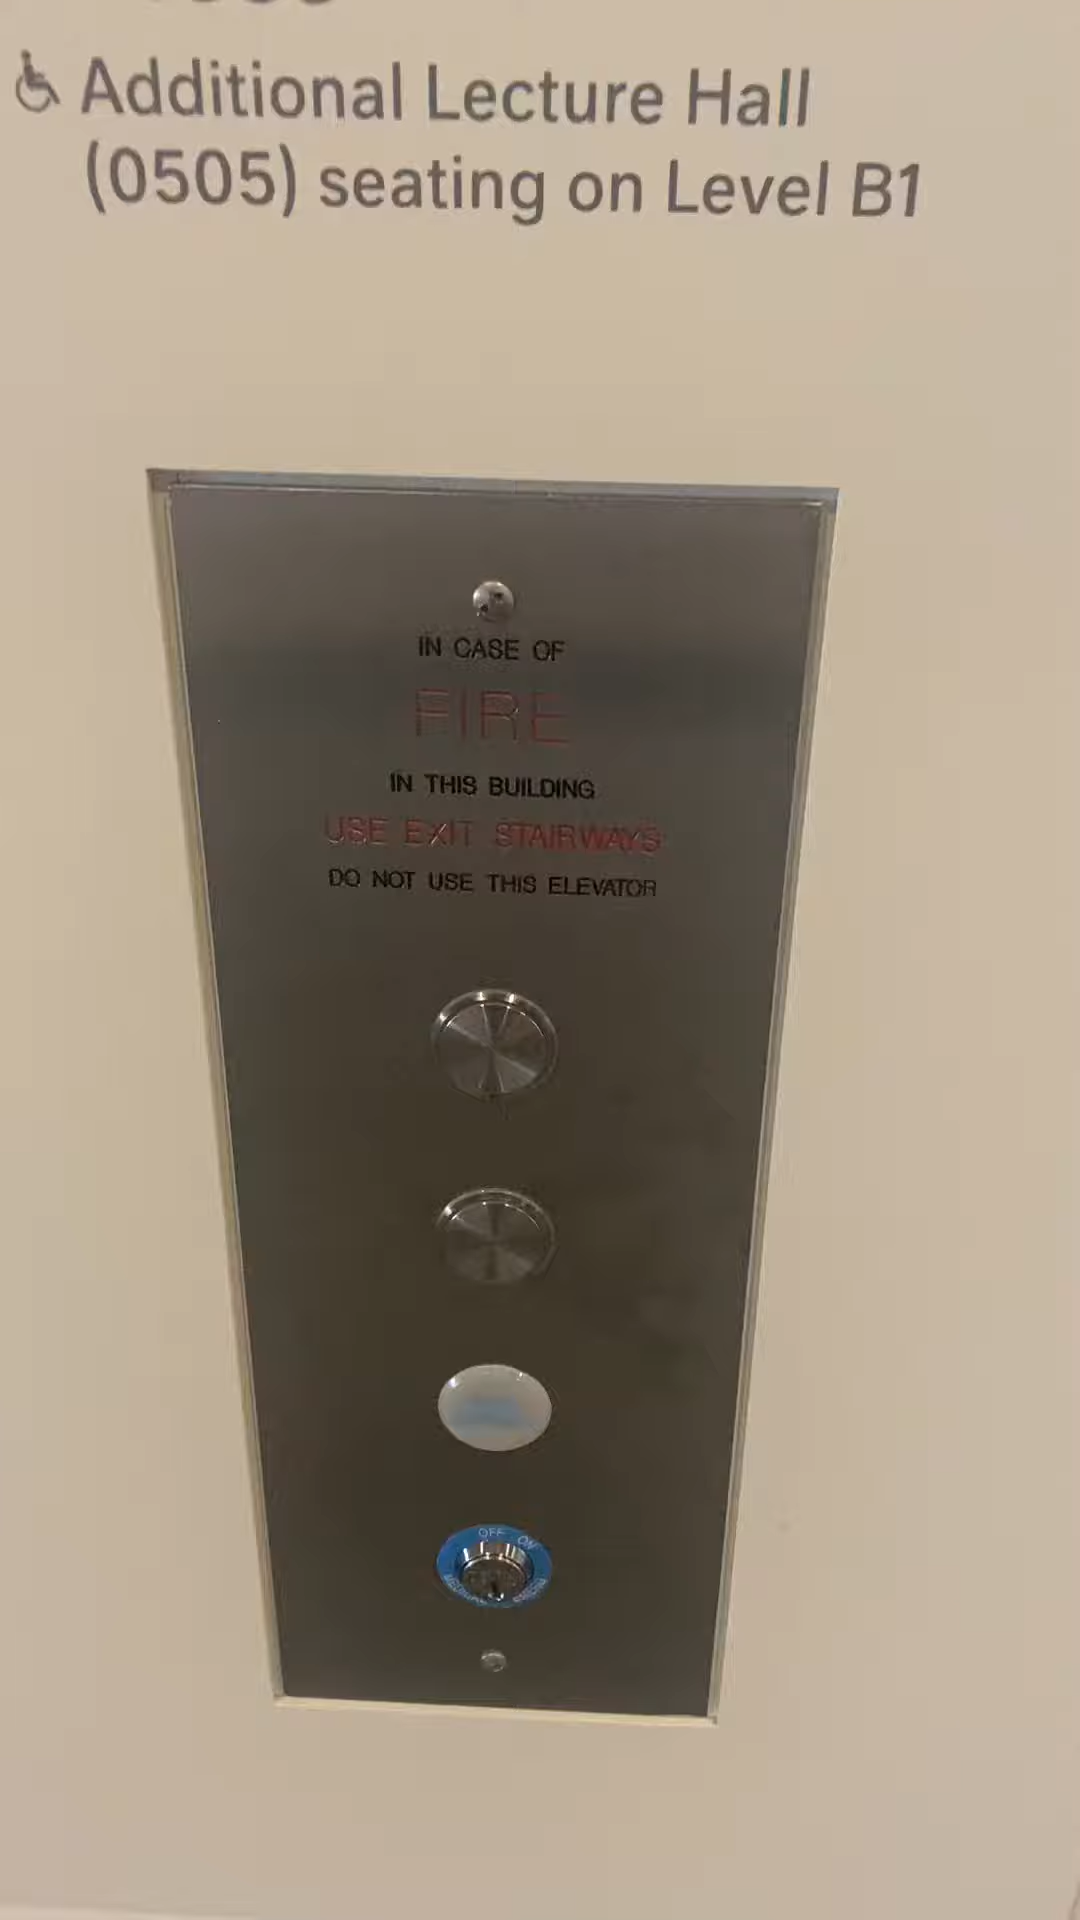 Additional Lecture Hall
(0505) seating on Level B1
IN CASE OF
FIRE
IN THIS BUILDING
USE EXIT STAIRWAYS
DO NOT USE THIS ELEVATOR
OFF ON